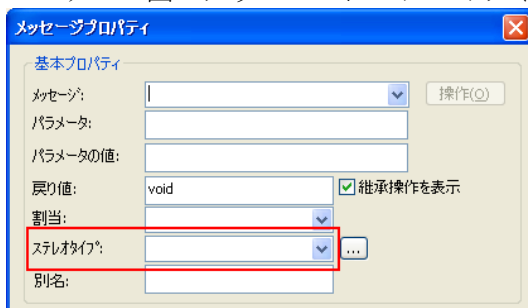 メッセージプロパティ
基本プロパティ
メッセージ:
操作(O)
パラメータ:
パラメータの値:
戻り値: void 継承操作を表示
割当:
ステレオタイプ: ...
別名: